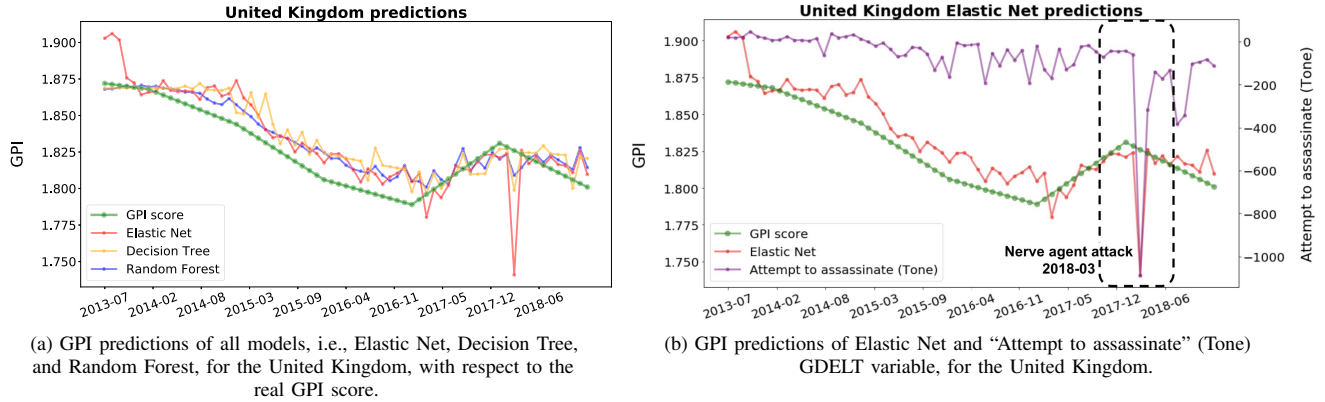 United Kingdom predictions
GPI
1.900
1.875
1.850
1.825
1.800
1.775
1.750
GPI score
Elastic Net
Decision Tree
Random Forest
2013-07
2014-02
2014-08
2015-03
2015-09
2016-04
2016-11
2017-05
2017-12
2018-06
(a) GPI predictions of all models, i.e., Elastic Net, Decision Tree,
and Random Forest, for the United Kingdom, with respect to the
real GPI score.
United Kingdom Elastic Net predictions
GPI
1.900
1.875
1.850
1.825
1.800
1.775
1.750
GPI score
Elastic Net
Attempt to assassinate (Tone)
Nerve agent attack
2018-03
0
−200
−400
−600
−800
−1000
Attempt to assassinate (Tone)
2013-07
2014-02
2014-08
2015-03
2015-09
2016-04
2016-11
2017-05
2017-12
2018-06
(b) GPI predictions of Elastic Net and “Attempt to assassinate” (Tone)
GDELT variable, for the United Kingdom.